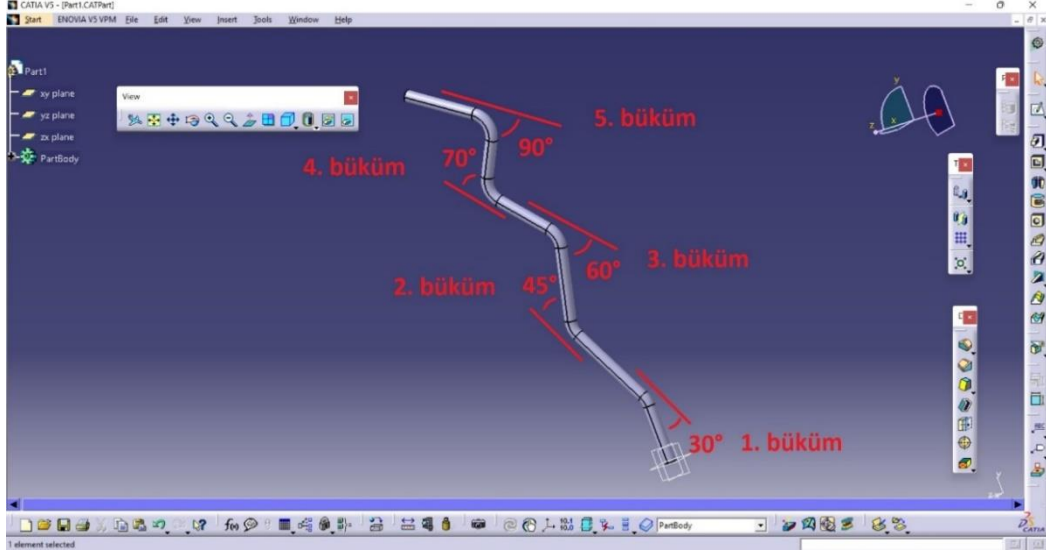 CATIA V5 - [Part1.CATPart]
Start ENOVIA V5 VPM File Edit View Insert Tools Window Help
Part1
xy plane
yz plane
zx plane
PartBody
View
5. büküm
90°
4. büküm
70°
3. büküm
60°
2. büküm
45°
30° 1. büküm
y
x
z
PartBody
CATIA
1 element selected